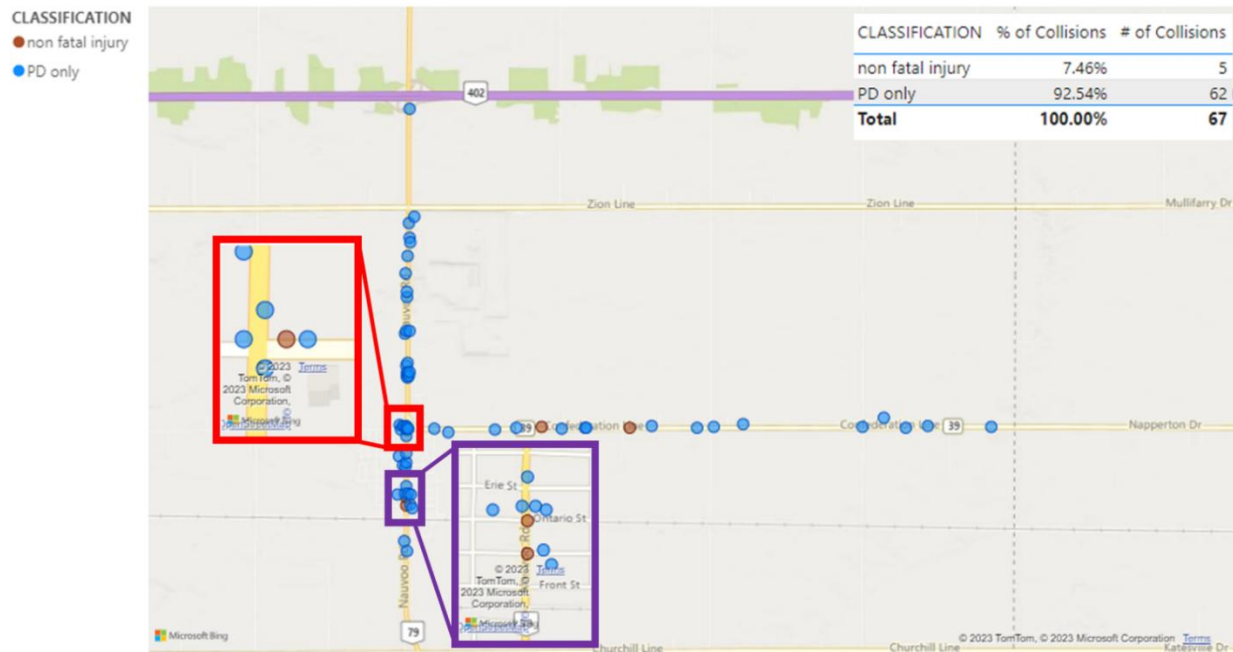 CLASSIFICATION
non fatal injury
PD only
CLASSIFICATION % of Collisions # of Collisions
non fatal injury 7.46% 5
PD only 92.54% 62
Total 100.00% 67
402
Zion Line
Zion Line
Mullifarry Dr
© 2023 Terms
TomTom, ©
2023 Microsoft
Corporation,
Microsoft Bing
39
Confederation Line
Confederation Line
39
Napperton Dr
Erie St
Ontario St
Rd
Front St
© 2023 Terms
TomTom, ©
2023 Microsoft
Corporation,
Microsoft Bing
Nauvoo
79
Microsoft Bing
Churchill Line
Churchill Line
Katesville Dr
© 2023 TomTom, © 2023 Microsoft Corporation Terms